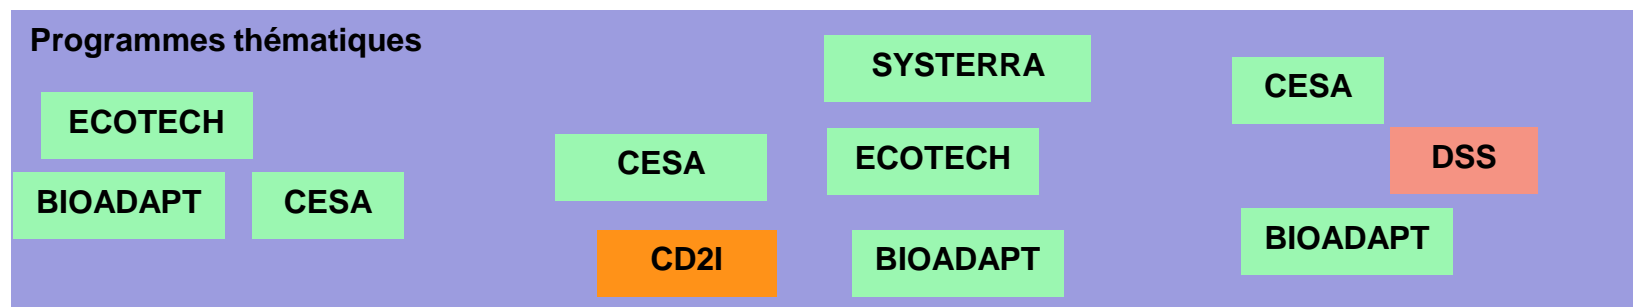 Programmes thématiques
ECOTECH
BIOADAPT
CESA
CESA
CD2I
SYSTERRA
ECOTECH
BIOADAPT
CESA
DSS
BIOADAPT